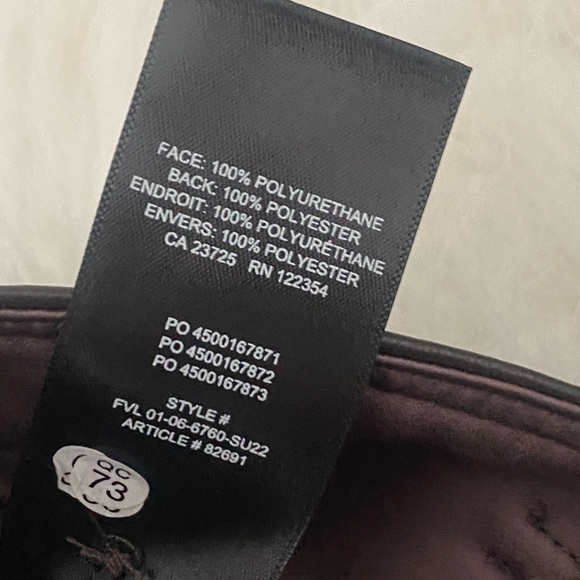 FACE: 100% POLYURETHANE
BACK: 100% POLYESTER
ENDROIT: 100% POLYURÉTHANE
ENVERS: 100% POLYESTER
CA 23725 RN 122354
PO 4500167871
PO 4500167872
PO 4500167873
STYLE #
FVL 01-06-6760-SU22
ARTICLE # 82691
QC
73